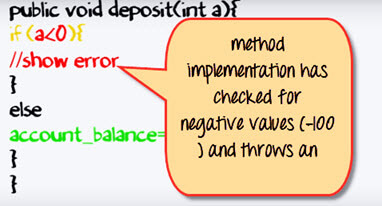 public void deposit(int a){
if (a<0){
//show error
}
else
account_balance=
}
}
method
implementation has
checked for
negative values (-100
) and throws an